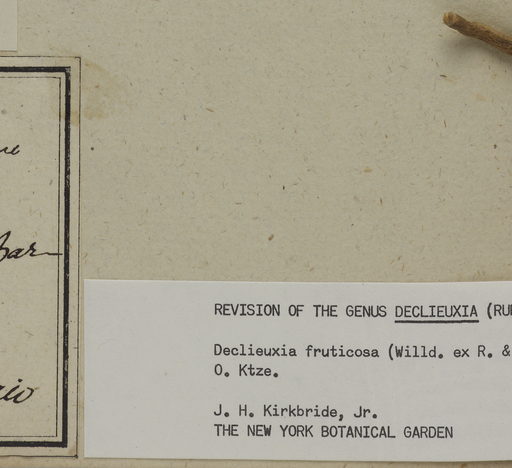 REVISION OF THE GENUS DECLIEUXIA (RU
Declieuxia fruticosa (Willd. ex R. &
O. Ktze.
J. H. Kirkbride, Jr.
THE NEW YORK BOTANICAL GARDEN